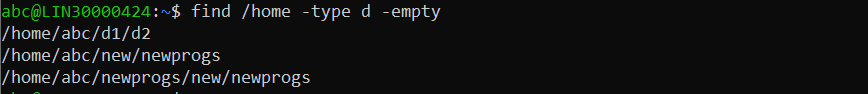 abc@LIN30000424:~$ find /home -type d -empty
/home/abc/d1/d2
/home/abc/new/newprogs
/home/abc/newprogs/new/newprogs